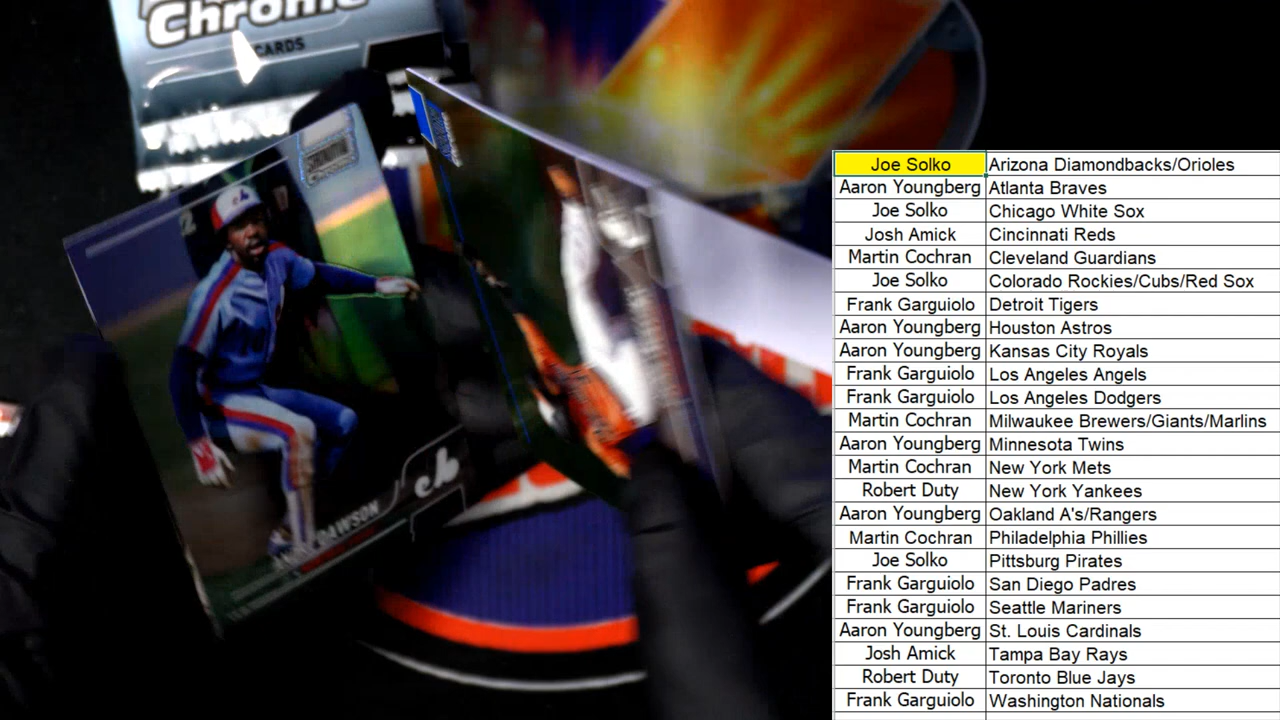 Chrome
CARDS
DAWSON
Joe Solko Arizona Diamondbacks/Orioles
Aaron Youngberg Atlanta Braves
Joe Solko Chicago White Sox
Josh Amick Cincinnati Reds
Martin Cochran Cleveland Guardians
Joe Solko Colorado Rockies/Cubs/Red Sox
Frank Garguiolo Detroit Tigers
Aaron Youngberg Houston Astros
Aaron Youngberg Kansas City Royals
Frank Garguiolo Los Angeles Angels
Frank Garguiolo Los Angeles Dodgers
Martin Cochran Milwaukee Brewers/Giants/Marlins
Aaron Youngberg Minnesota Twins
Martin Cochran New York Mets
Robert Duty New York Yankees
Aaron Youngberg Oakland A's/Rangers
Martin Cochran Philadelphia Phillies
Joe Solko Pittsburg Pirates
Frank Garguiolo San Diego Padres
Frank Garguiolo Seattle Mariners
Aaron Youngberg St. Louis Cardinals
Josh Amick Tampa Bay Rays
Robert Duty Toronto Blue Jays
Frank Garguiolo Washington Nationals